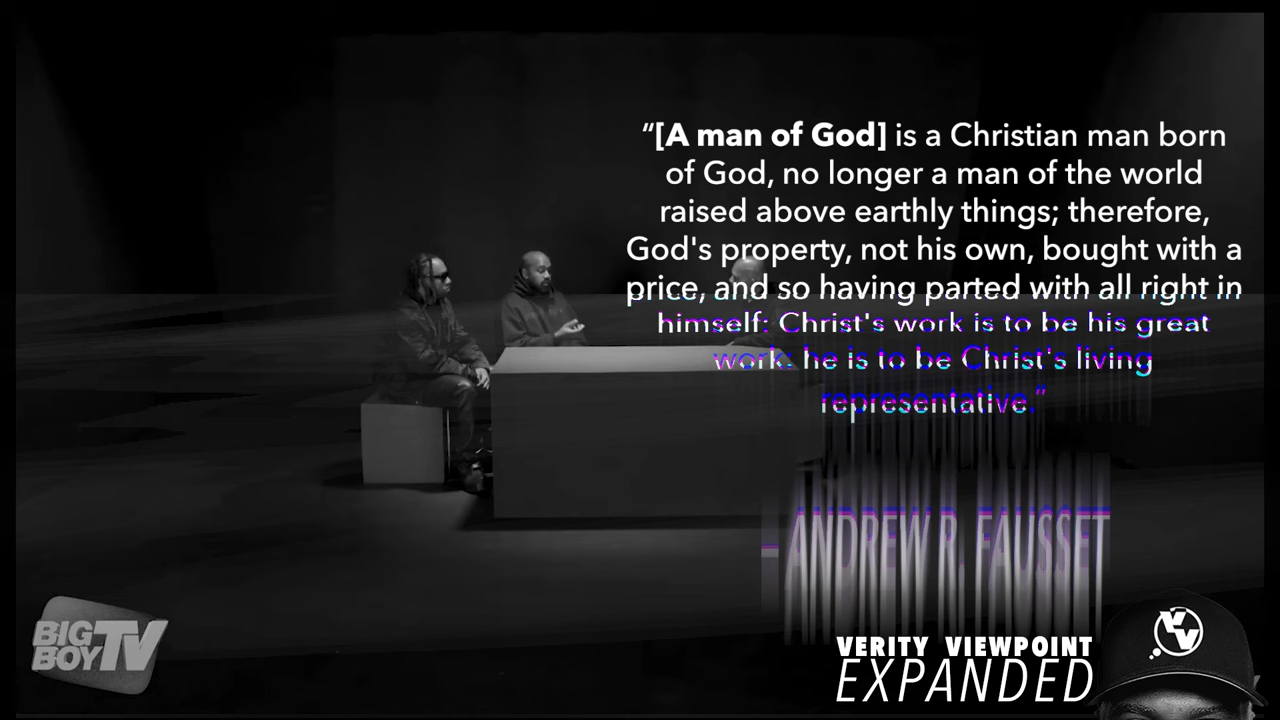 “[A man of God] is a Christian man born
of God, no longer a man of the world
raised above earthly things; therefore,
God's property, not his own, bought with a
price, and so having parted with all right in
himself: Christ's work is to be his great
work: he is to be Christ's living
representative.”
– ANDREW R. FAUSSET
BIG
BOY TV
VERITY VIEWPOINT
EXPANDED
VV